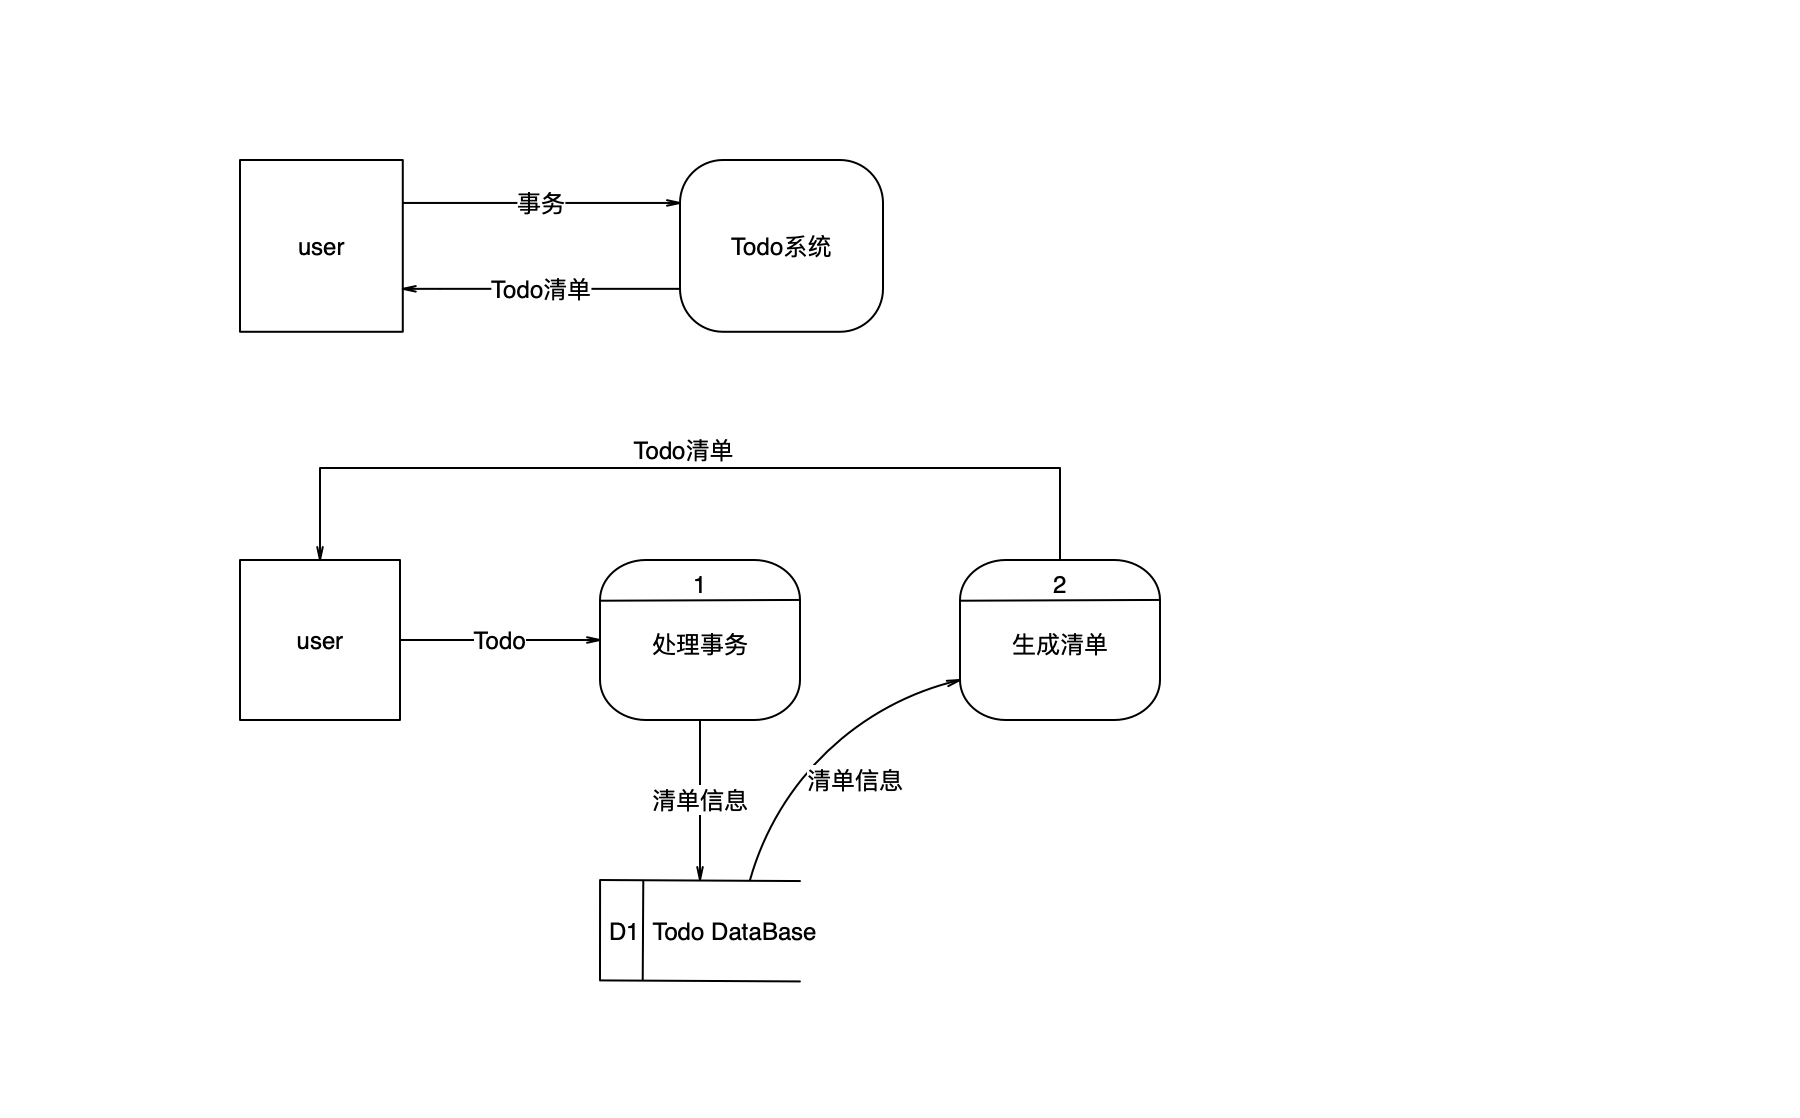 事务
user
Todo系统
Todo清单
Todo清单
1
2
user
Todo
处理事务
生成清单
清单信息
清单信息
D1
Todo DataBase